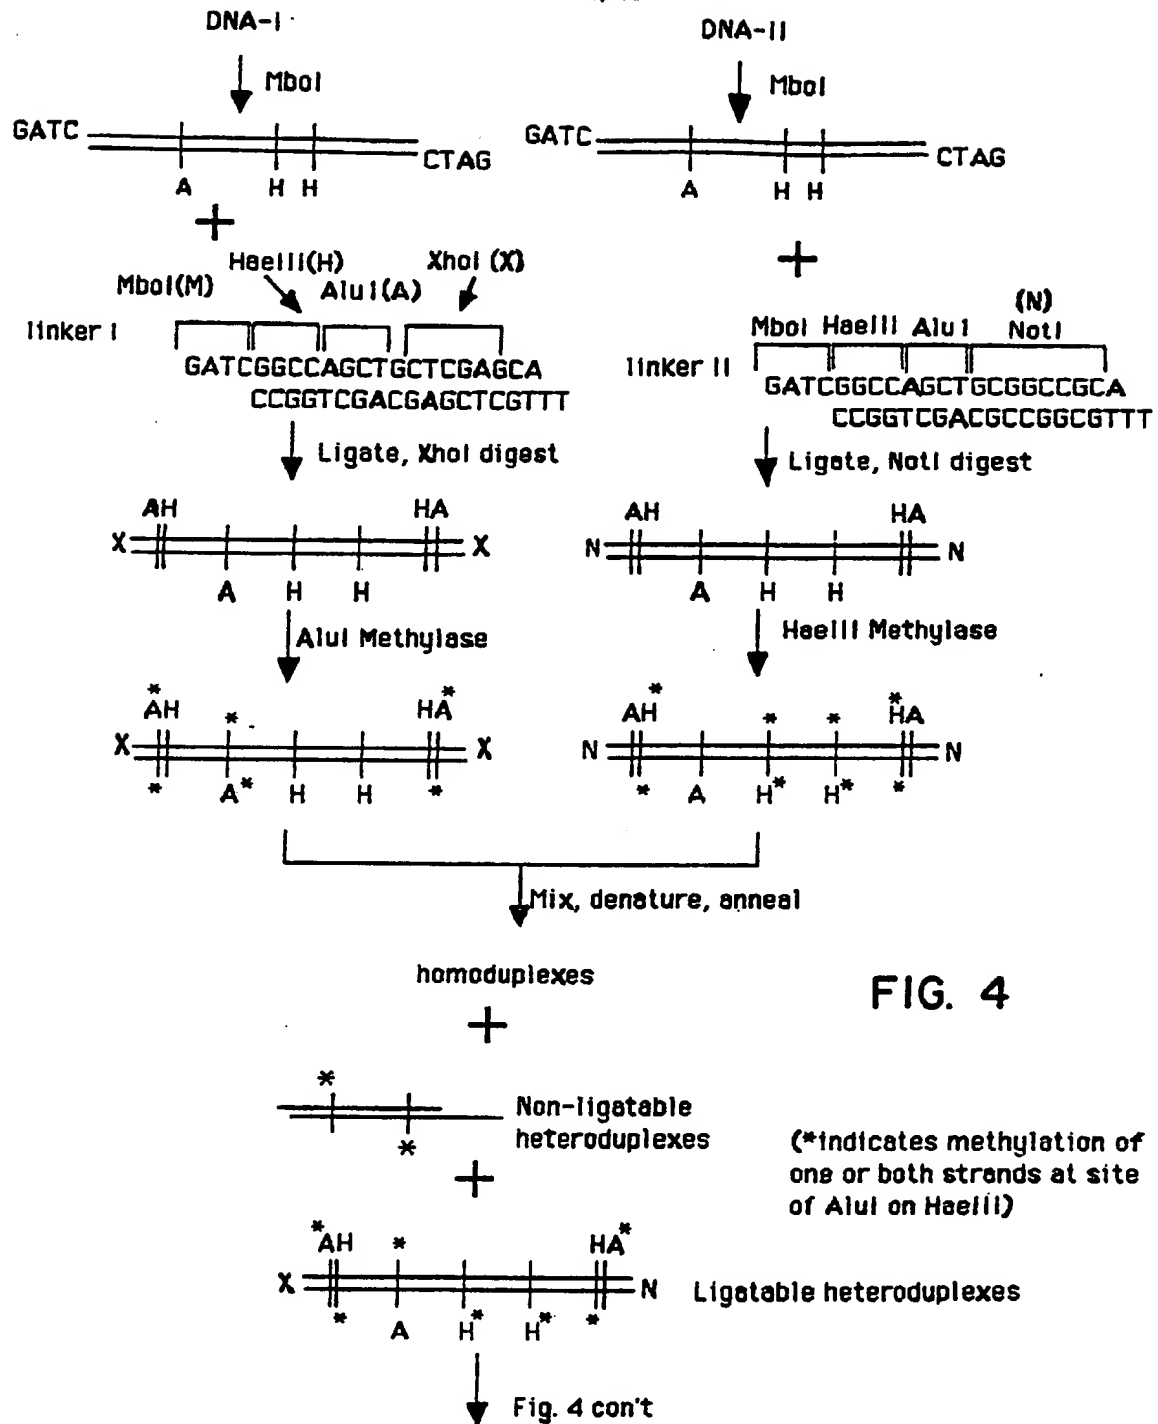 DNA-I
DNA-II
MboI
MboI
GATC
CTAG
GATC
CTAG
A H H
A H H
+
+
MboI(M)
HaeIII(H)
AluI(A)
XhoI (X)
linker I
GATCGGCCAGCTGCTCGAGCA
CCGGTCGACGAGCTCGTTT
MboI HaeIII AluI (N)
NotI
linker II
GATCGGCCAGCTGCGGCCGCA
CCGGTCGACGCCGGCGTTT
Ligate, XhoI digest
Ligate, NotI digest
AH HA
X X
A H H
AH HA
N N
A H H
AluI Methylase
HaeIII Methylase
* *
AH * HA
X X
* A* H H *
* *
AH * * HA
N N
* A H* H* *
Mix, denature, anneal
homoduplexes
+
FIG. 4
*
*
Non-ligatable
heteroduplexes
+
(*indicates methylation of
one or both strands at site
of AluI on HaeIII)
*AH * HA*
X N
* A H* H* *
Ligatable heteroduplexes
Fig. 4 con't